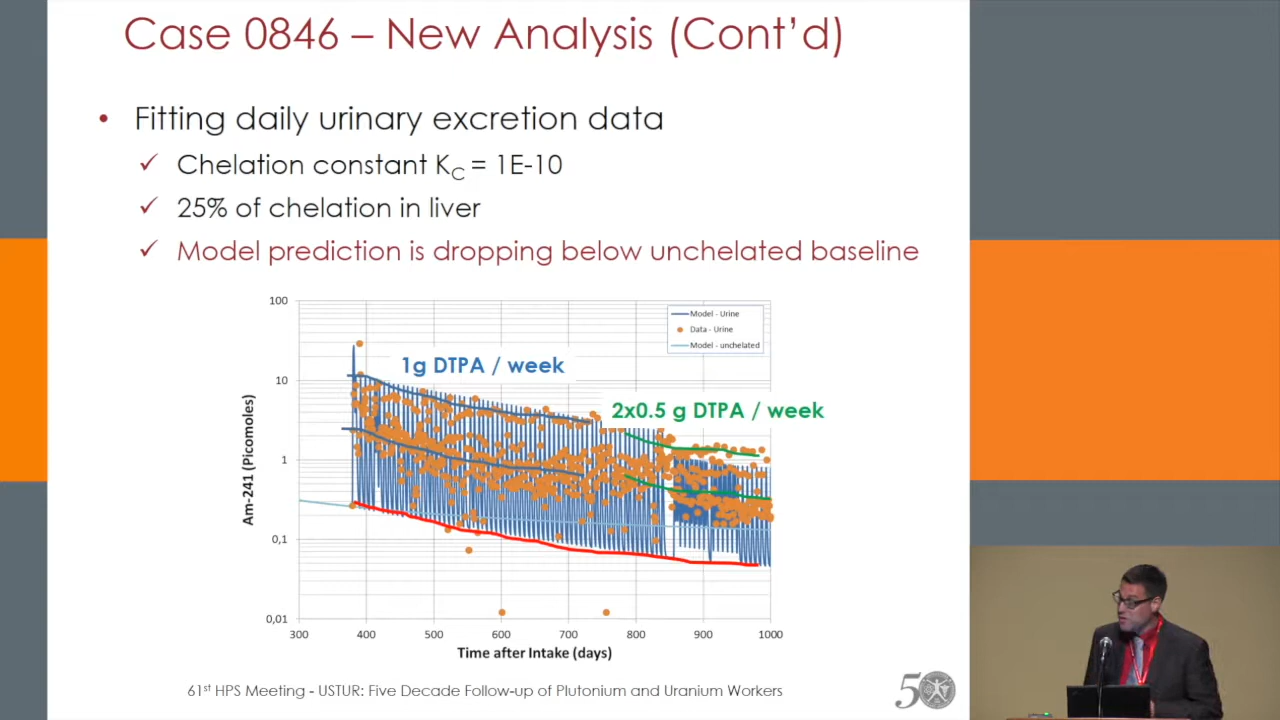 Case 0846 – New Analysis (Cont’d)
• Fitting daily urinary excretion data
✓ Chelation constant KC = 1E-10
✓ 25% of chelation in liver
✓ Model prediction is dropping below unchelated baseline
100
10
1
0,1
0,01
Am-241 (Picomoles)
Model - Urine
Data - Urine
Model - unchelated
1g DTPA / week
2x0.5 g DTPA / week
300 400 500 600 700 800 900 1000
Time after Intake (days)
61st HPS Meeting - USTUR: Five Decade Follow-up of Plutonium and Uranium Workers
50